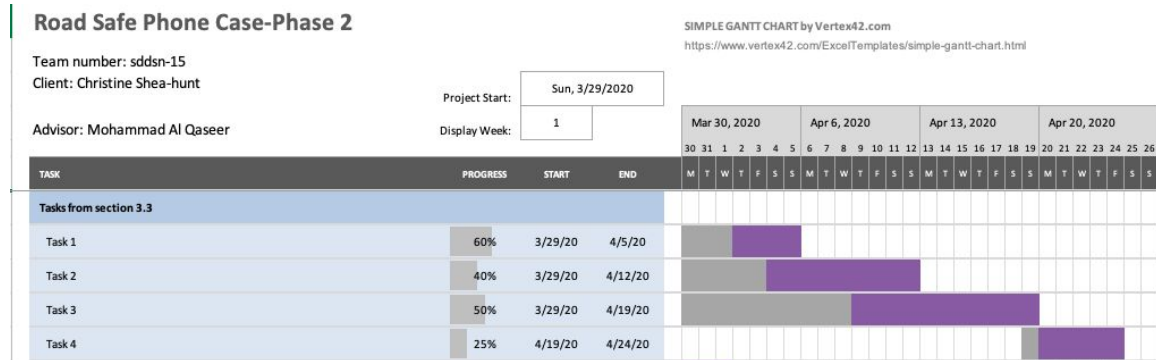 Road Safe Phone Case-Phase 2
SIMPLE GANTT CHART by Vertex42.com
https://www.vertex42.com/ExcelTemplates/simple-gantt-chart.html
Team number: sddsn-15
Client: Christine Shea-hunt
Project Start: Sun, 3/29/2020
Advisor: Mohammad Al Qaseer
Display Week: 1
Mar 30, 2020 Apr 6, 2020 Apr 13, 2020 Apr 20, 2020
30 31 1 2 3 4 5 6 7 8 9 10 11 12 13 14 15 16 17 18 19 20 21 22 23 24 25 26
TASK PROGRESS START END M T W T F S S M T W T F S S M T W T F S S M T W T F S S
Tasks from section 3.3
Task 1 60% 3/29/20 4/5/20
Task 2 40% 3/29/20 4/12/20
Task 3 50% 3/29/20 4/19/20
Task 4 25% 4/19/20 4/24/20